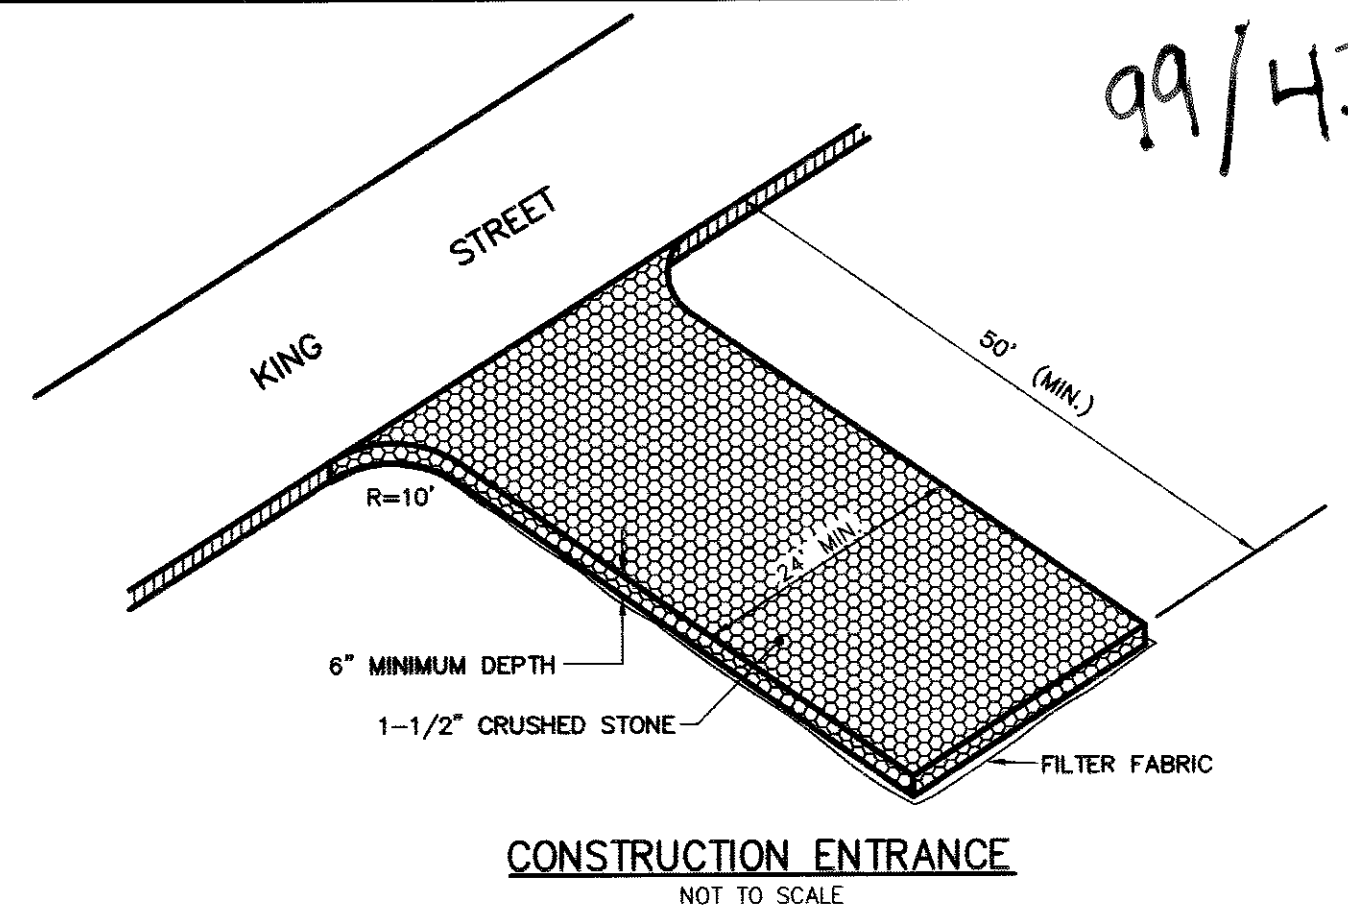 99/43
STREET
KING
50' (MIN.)
R=10'
24' MIN.
6" MINIMUM DEPTH
1-1/2" CRUSHED STONE
FILTER FABRIC
CONSTRUCTION ENTRANCE
NOT TO SCALE